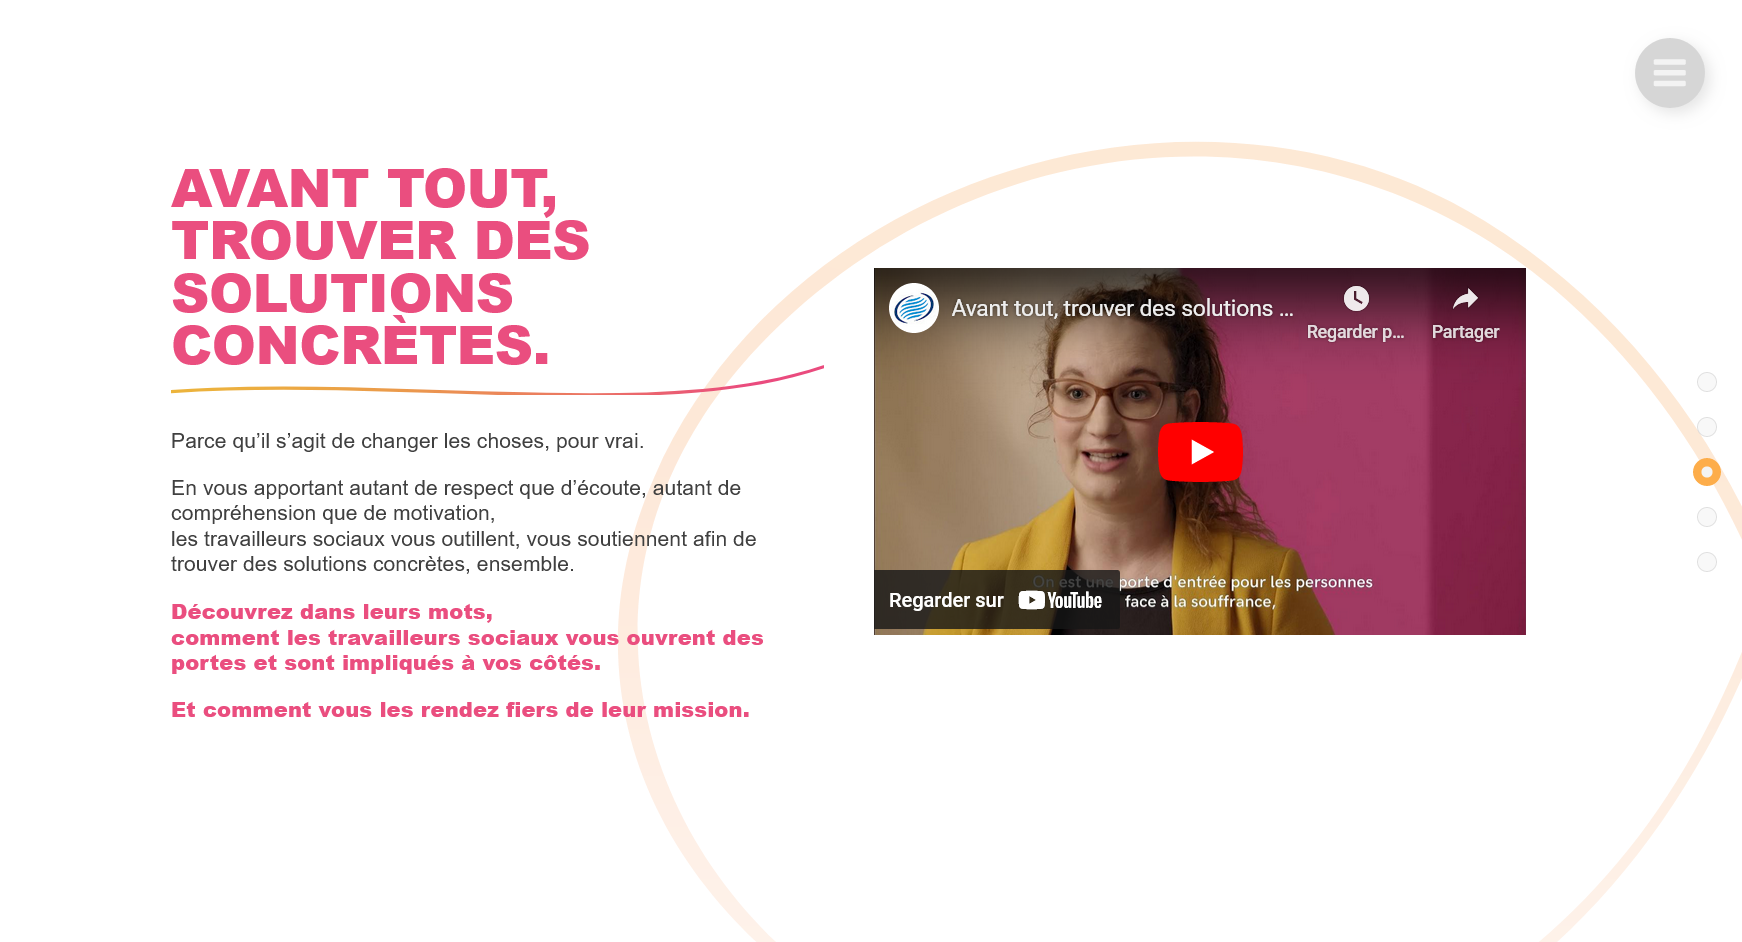 AVANT TOUT,
TROUVER DES
SOLUTIONS
CONCRÈTES.
Parce qu’il s’agit de changer les choses, pour vrai.
En vous apportant autant de respect que d’écoute, autant de
compréhension que de motivation,
les travailleurs sociaux vous outillent, vous soutiennent afin de
trouver des solutions concrètes, ensemble.
Découvrez dans leurs mots,
comment les travailleurs sociaux vous ouvrent des
portes et sont impliqués à vos côtés.
Et comment vous les rendez fiers de leur mission.
Avant tout, trouver des solutions ...
Regarder p...
Partager
On est une porte d'entrée pour les personnes
face à la souffrance,
Regarder sur YouTube